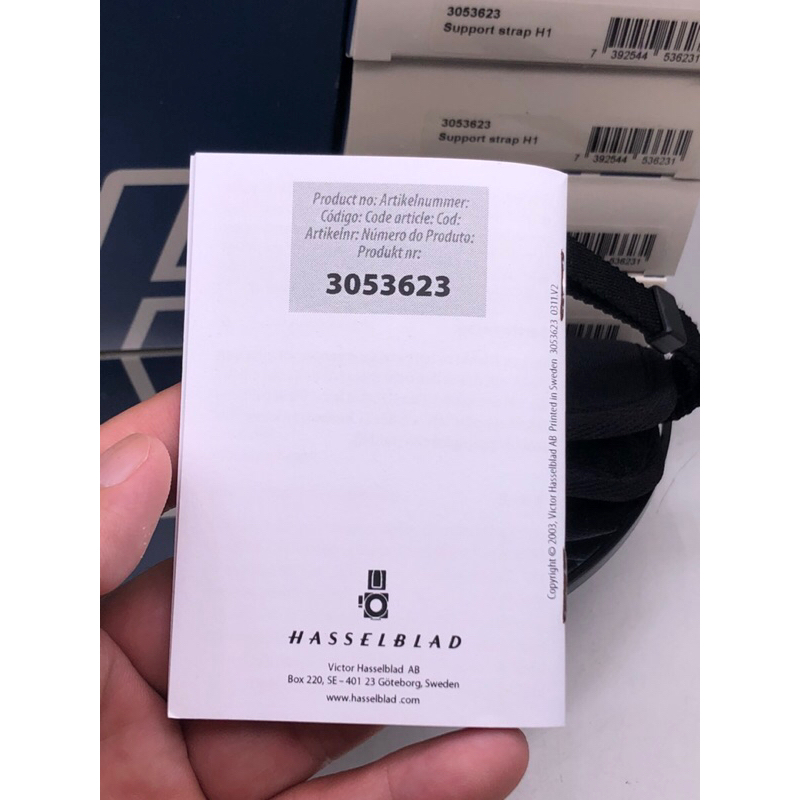 3053623
Support strap H1
7 392544 536231
3053623
Support strap H1
7 392544 536231
536231
Product no: Artikelnummer:
Código: Code article: Cod:
Artikelnr: Número do Produto:
Produkt nr:
3053623
Copyright © 2003, Victor Hasselblad AB Printed in Sweden 3053623 0311.V2
HASSELBLAD
Victor Hasselblad AB
Box 220, SE – 401 23 Göteborg, Sweden
www.hasselblad.com